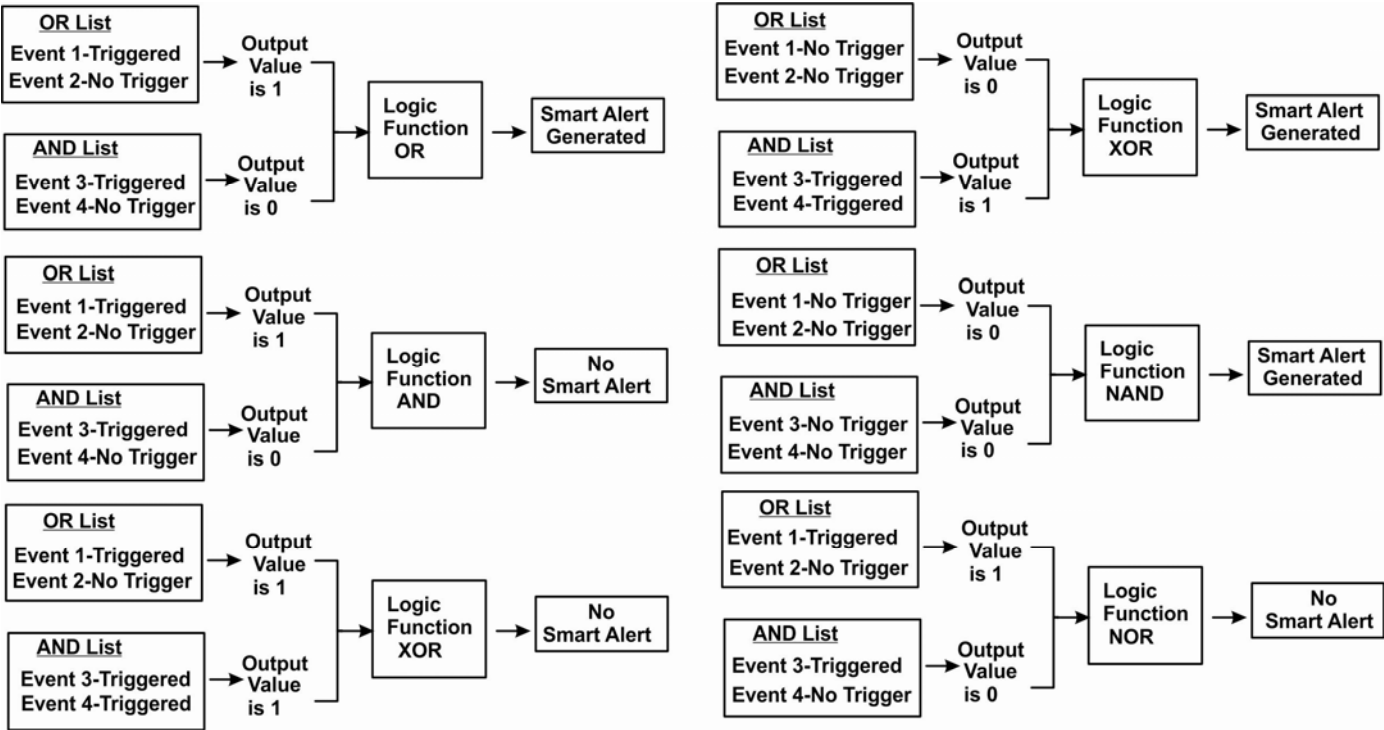 OR List
Event 1-Triggered
Event 2-No Trigger
Output
Value
is 1
AND List
Event 3-Triggered
Event 4-No Trigger
Output
Value
is 0
Logic
Function
OR
Smart Alert
Generated
OR List
Event 1-Triggered
Event 2-No Trigger
Output
Value
is 1
AND List
Event 3-Triggered
Event 4-No Trigger
Output
Value
is 0
Logic
Function
AND
No
Smart Alert
OR List
Event 1-Triggered
Event 2-No Trigger
Output
Value
is 1
AND List
Event 3-Triggered
Event 4-Triggered
Output
Value
is 1
Logic
Function
XOR
No
Smart Alert
OR List
Event 1-No Trigger
Event 2-No Trigger
Output
Value
is 0
AND List
Event 3-Triggered
Event 4-Triggered
Output
Value
is 1
Logic
Function
XOR
Smart Alert
Generated
OR List
Event 1-No Trigger
Event 2-No Trigger
Output
Value
is 0
AND List
Event 3-No Trigger
Event 4-No Trigger
Output
Value
is 0
Logic
Function
NAND
Smart Alert
Generated
OR List
Event 1-Triggered
Event 2-No Trigger
Output
Value
is 1
AND List
Event 3-Triggered
Event 4-No Trigger
Output
Value
is 0
Logic
Function
NOR
No
Smart Alert